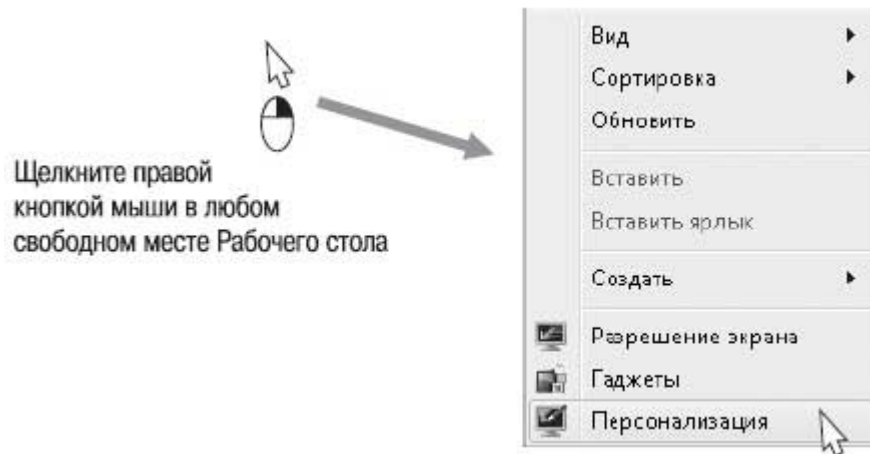 Щелкните правой
кнопкой мыши в любом
свободном месте Рабочего стола
Вид
Сортировка
Обновить
Вставить
Вставить ярлык
Создать
Разрешение экрана
Гаджеты
Персонализация